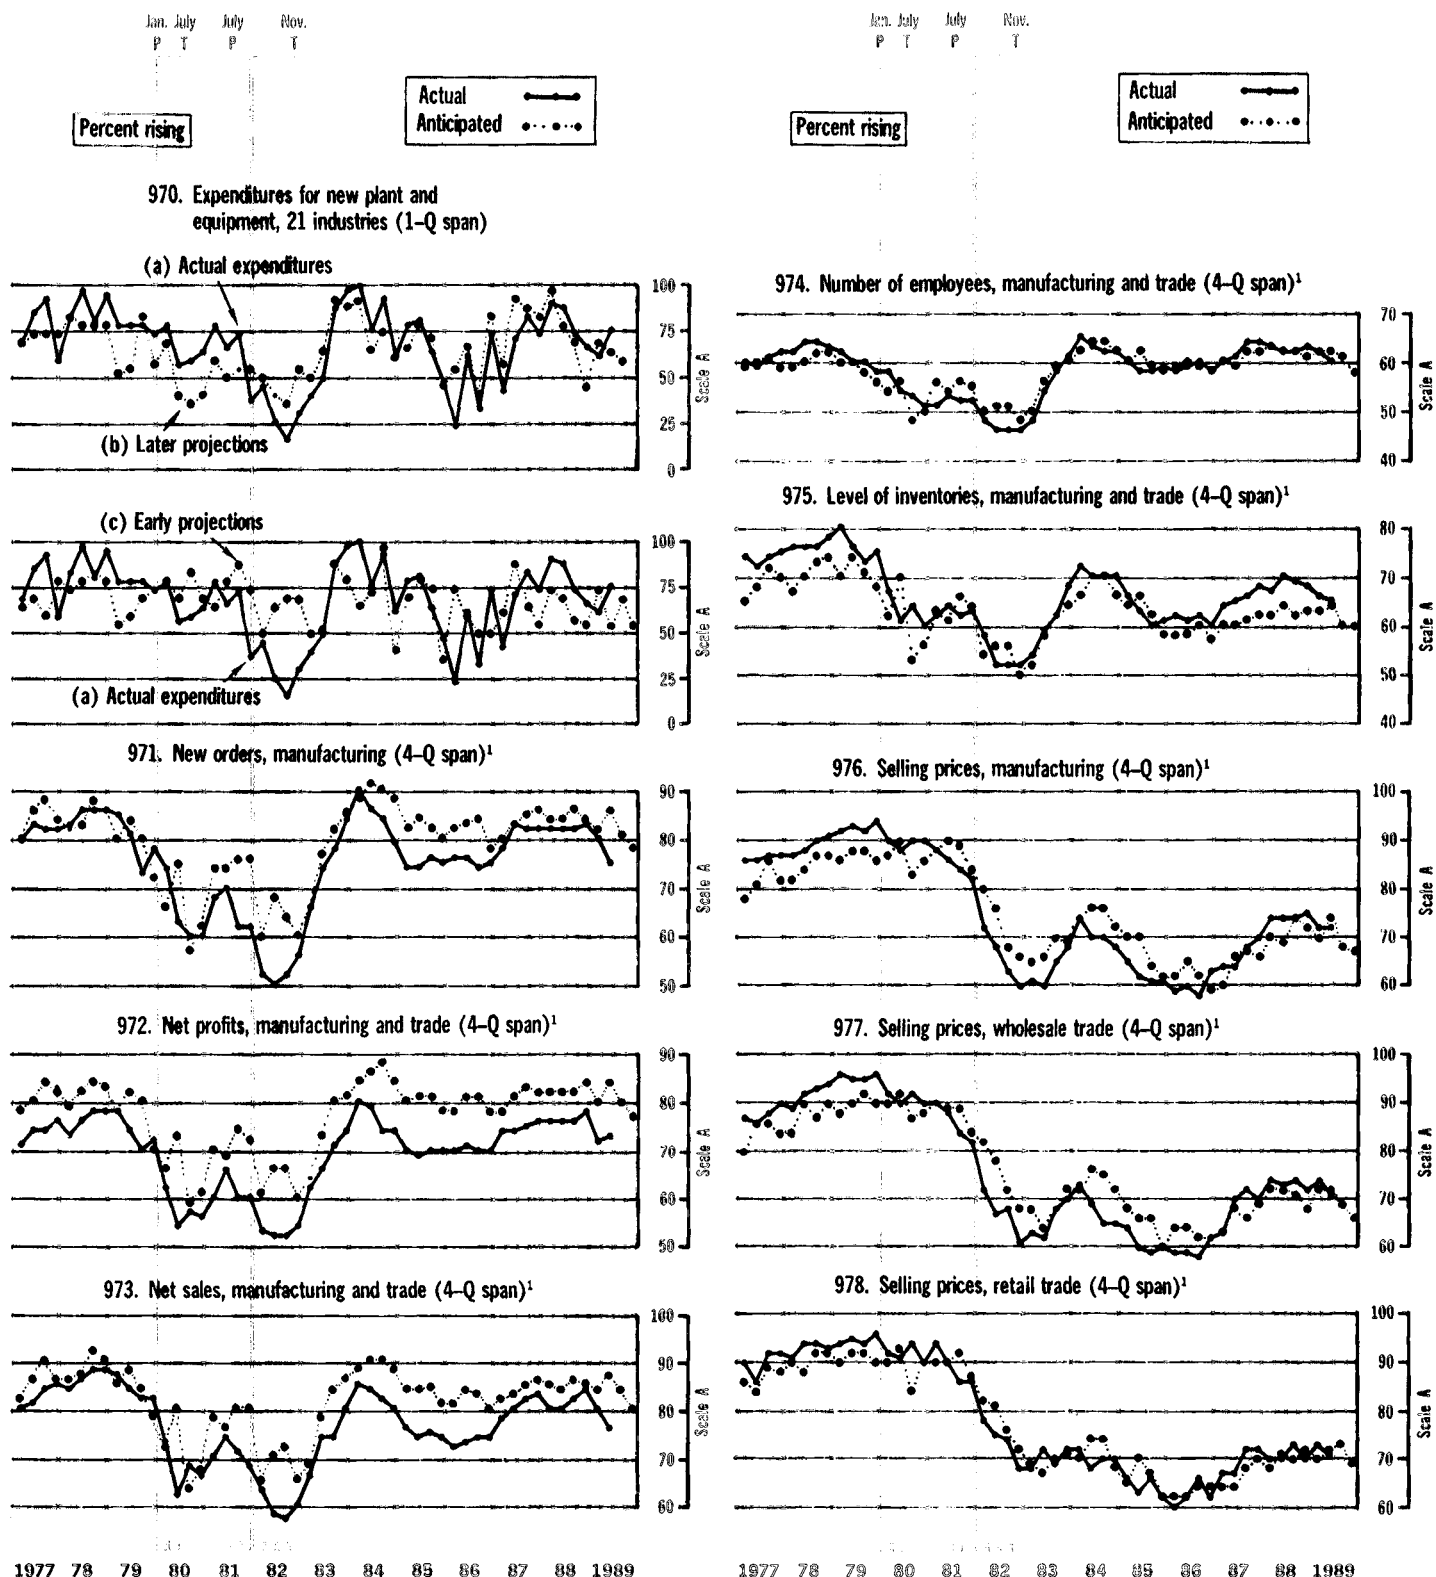 Jan. July July Nov.
P T P T
Actual
Anticipated
Percent rising
970. Expenditures for new plant and
equipment, 21 industries (1–Q span)
(a) Actual expenditures
100
75
50
25
0
Scale A
(b) Later projections
(c) Early projections
100
75
50
25
0
Scale A
(a) Actual expenditures
971. New orders, manufacturing (4–Q span)¹
90
80
70
60
50
Scale A
972. Net profits, manufacturing and trade (4–Q span)¹
90
80
70
60
50
Scale A
973. Net sales, manufacturing and trade (4–Q span)¹
100
90
80
70
60
Scale A
1977 78 79 80 81 82 83 84 85 86 87 88 1989
Jan. July July Nov.
P T P T
Actual
Anticipated
Percent rising
974. Number of employees, manufacturing and trade (4–Q span)¹
70
60
50
40
Scale A
975. Level of inventories, manufacturing and trade (4–Q span)¹
80
70
60
50
40
Scale A
976. Selling prices, manufacturing (4–Q span)¹
100
90
80
70
60
Scale A
977. Selling prices, wholesale trade (4–Q span)¹
100
90
80
70
60
Scale A
978. Selling prices, retail trade (4–Q span)¹
100
90
80
70
60
Scale A
1977 78 79 80 81 82 83 84 85 86 87 88 1989